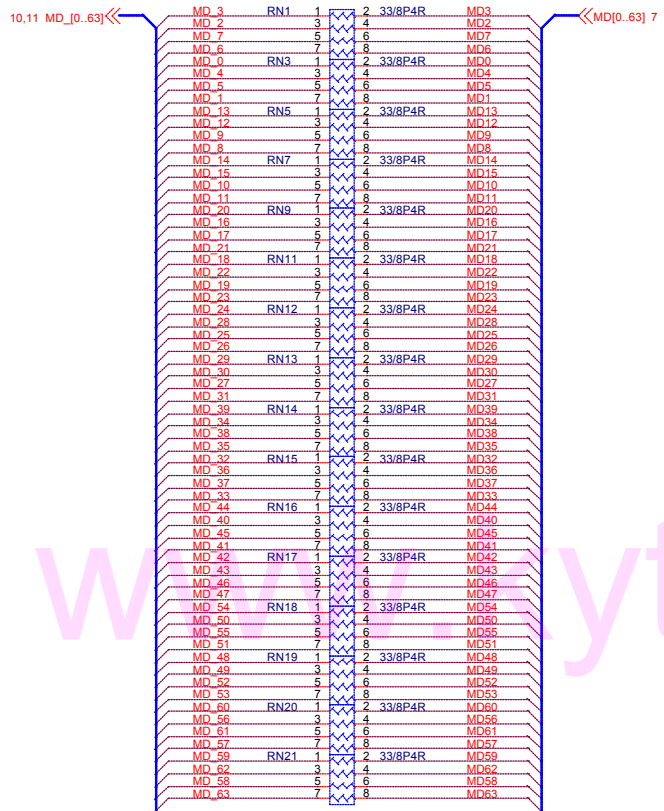 10,11 MD_[0..63] MD[0..63] 7
MD_3 RN1 1 2 33/8P4R MD3
MD_2 3 4 MD2
MD_7 5 6 MD7
MD_6 7 8 MD6
MD_0 RN3 1 2 33/8P4R MD0
MD_4 3 4 MD4
MD_5 5 6 MD5
MD_1 7 8 MD1
MD_13 RN5 1 2 33/8P4R MD13
MD_12 3 4 MD12
MD_9 5 6 MD9
MD_8 7 8 MD8
MD_14 RN7 1 2 33/8P4R MD14
MD_15 3 4 MD15
MD_10 5 6 MD10
MD_11 7 8 MD11
MD_20 RN9 1 2 33/8P4R MD20
MD_16 3 4 MD16
MD_17 5 6 MD17
MD_21 7 8 MD21
MD_18 RN11 1 2 33/8P4R MD18
MD_22 3 4 MD22
MD_19 5 6 MD19
MD_23 7 8 MD23
MD_24 RN12 1 2 33/8P4R MD24
MD_28 3 4 MD28
MD_25 5 6 MD25
MD_26 7 8 MD26
MD_29 RN13 1 2 33/8P4R MD29
MD_30 3 4 MD30
MD_27 5 6 MD27
MD_31 7 8 MD31
MD_39 RN14 1 2 33/8P4R MD39
MD_34 3 4 MD34
MD_38 5 6 MD38
MD_35 7 8 MD35
MD_32 RN15 1 2 33/8P4R MD32
MD_36 3 4 MD36
MD_37 5 6 MD37
MD_33 7 8 MD33
MD_44 RN16 1 2 33/8P4R MD44
MD_40 3 4 MD40
MD_45 5 6 MD45
MD_41 7 8 MD41
MD_42 RN17 1 2 33/8P4R MD42
MD_43 3 4 MD43
MD_46 5 6 MD46
MD_47 7 8 MD47
www.kyt
MD_54 RN18 1 2 33/8P4R MD54
MD_50 3 4 MD50
MD_55 5 6 MD55
MD_51 7 8 MD51
MD_48 RN19 1 2 33/8P4R MD48
MD_49 3 4 MD49
MD_52 5 6 MD52
MD_53 7 8 MD53
MD_60 RN20 1 2 33/8P4R MD60
MD_56 3 4 MD56
MD_61 5 6 MD61
MD_57 7 8 MD57
MD_59 RN21 1 2 33/8P4R MD59
MD_62 3 4 MD62
MD_58 5 6 MD58
MD_63 7 8 MD63